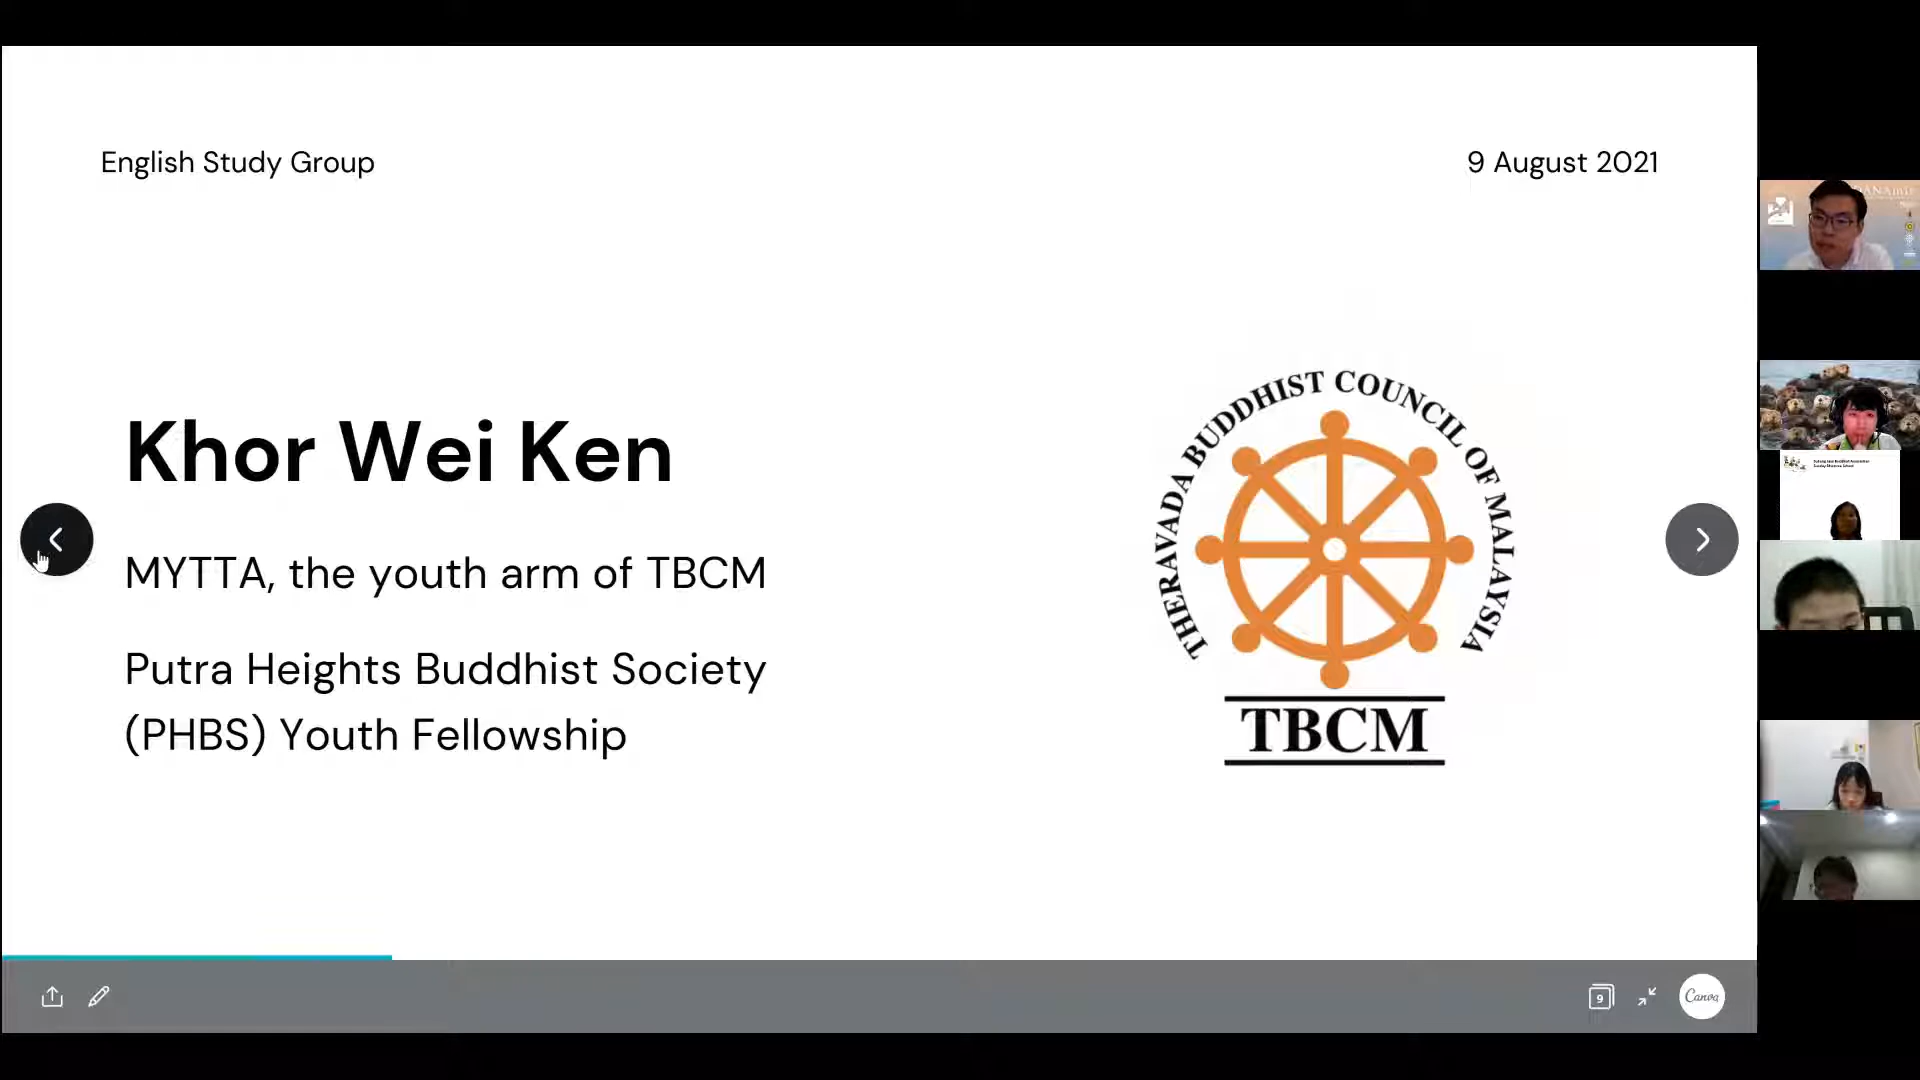 English Study Group
9 August 2021
Khor Wei Ken
MYTTA, the youth arm of TBCM
Putra Heights Buddhist Society
(PHBS) Youth Fellowship
THERAVADA BUDDHIST COUNCIL OF MALAYSIA
TBCM
9
Canva